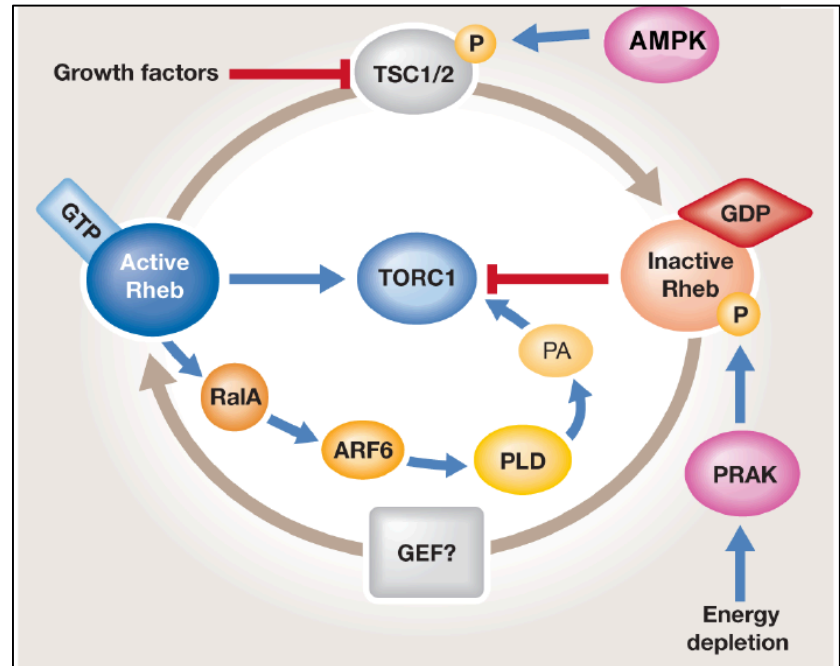 P
AMPK
TSC1/2
Growth factors
GTP
GDP
Active
Rheb
TORC1
Inactive
Rheb
P
PA
RalA
ARF6
PLD
PRAK
GEF?
Energy
depletion